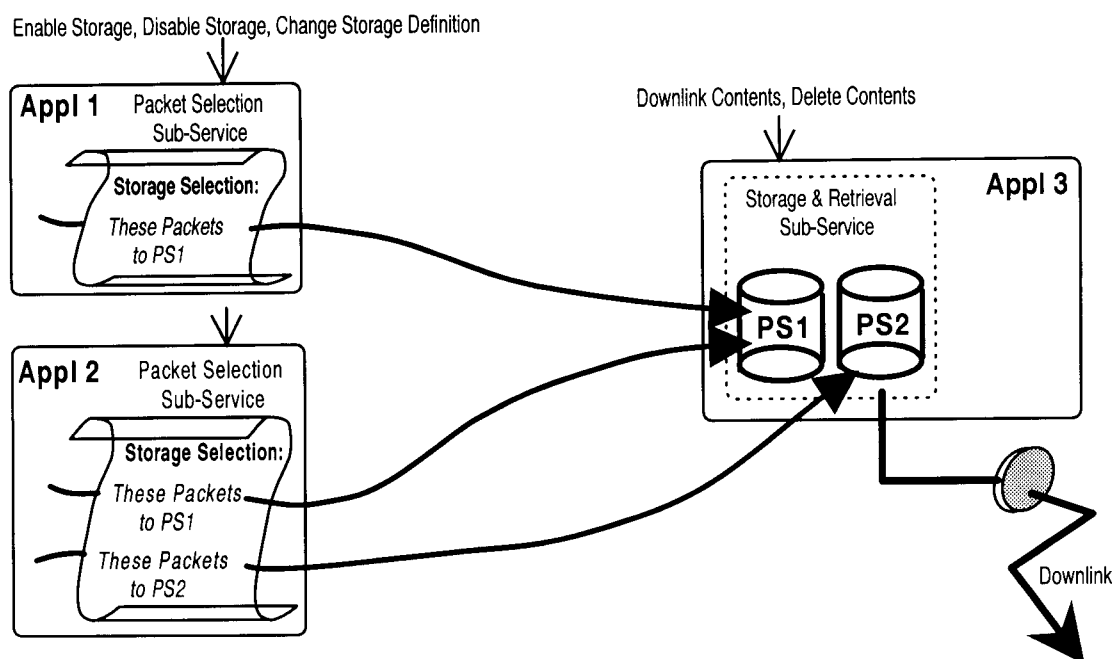 Enable Storage, Disable Storage, Change Storage Definition
Appl 1
Packet Selection
Sub-Service
Storage Selection:
These Packets
to PS1
Appl 2
Packet Selection
Sub-Service
Storage Selection:
These Packets
to PS1
These Packets
to PS2
Downlink Contents, Delete Contents
Appl 3
Storage & Retrieval
Sub-Service
PS1
PS2
Downlink